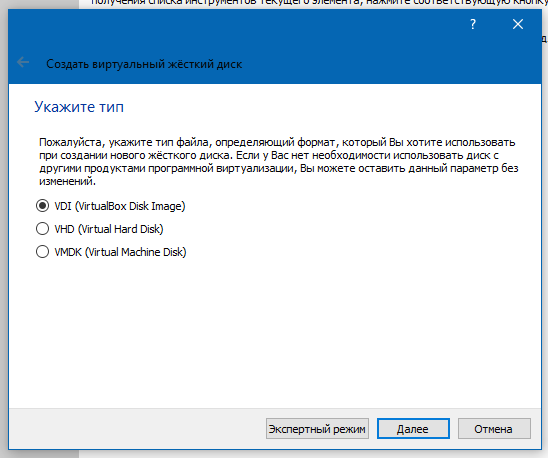 получения списка инструментов текущего элемента, нажмите соответствующую кнопку
?
Создать виртуальный жёсткий диск
Укажите тип
Пожалуйста, укажите тип файла, определяющий формат, который Вы хотите использовать
при создании нового жёсткого диска. Если у Вас нет необходимости использовать диск с
другими продуктами программной виртуализации, Вы можете оставить данный параметр без
изменений.
VDI (VirtualBox Disk Image)
VHD (Virtual Hard Disk)
VMDK (Virtual Machine Disk)
Экспертный режим
Далее
Отмена